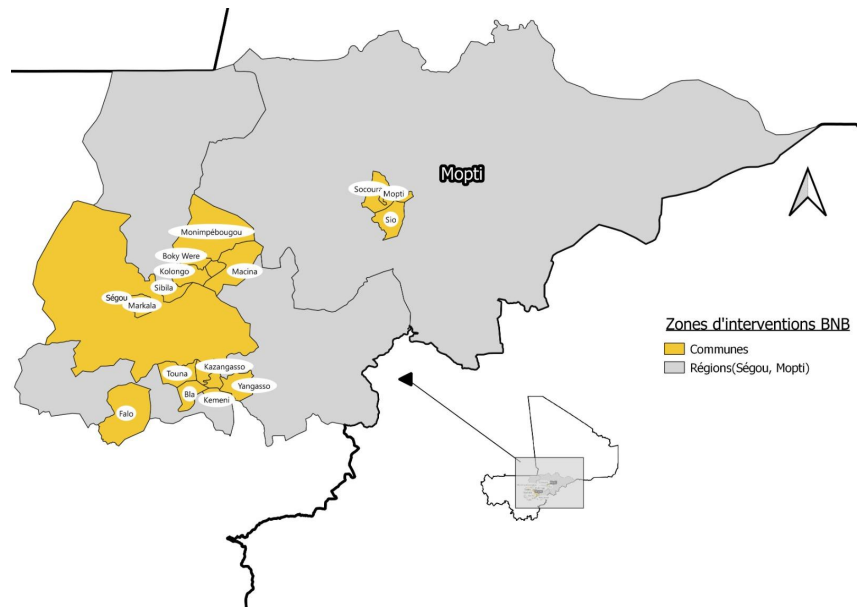 Mopti
Socoura
Mopti
Sio
Monimpébougou
Boky Were
Kolongo
Macina
Sibila
Ségou
Markala
Zones d'interventions BNB
Communes
Régions(Ségou, Mopti)
Touna
Kazangasso
Yangasso
Bla
Kemeni
Falo